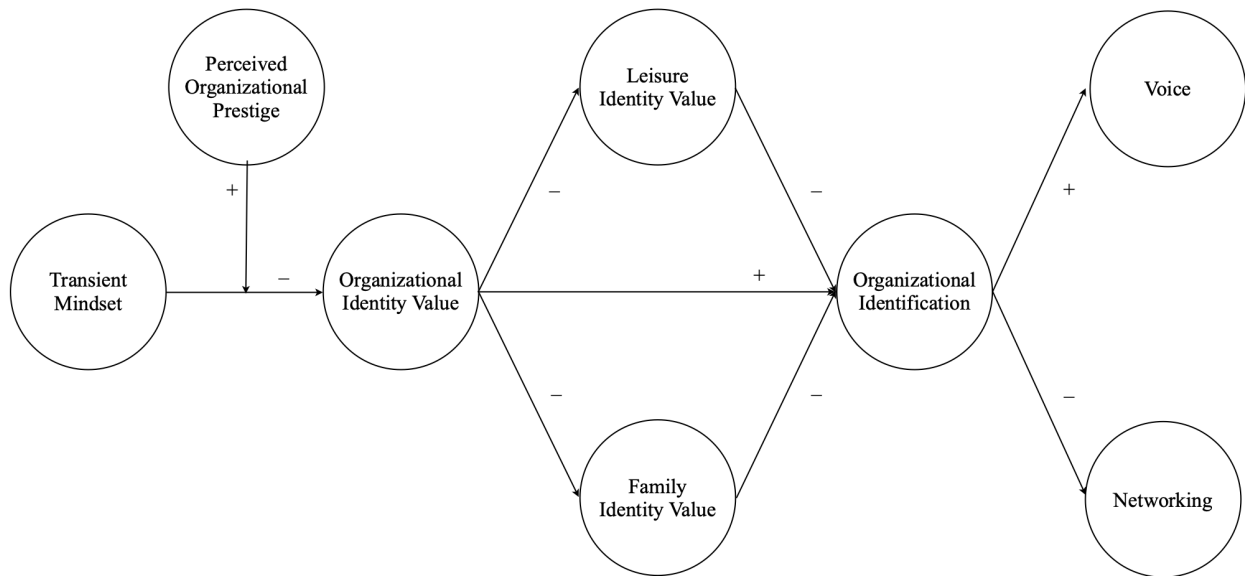 Perceived
Organizational
Prestige
Leisure
Identity Value
Voice
+
–
–
+
Transient
Mindset
–
Organizational
Identity Value
+
Organizational
Identification
–
–
–
Family
Identity Value
Networking